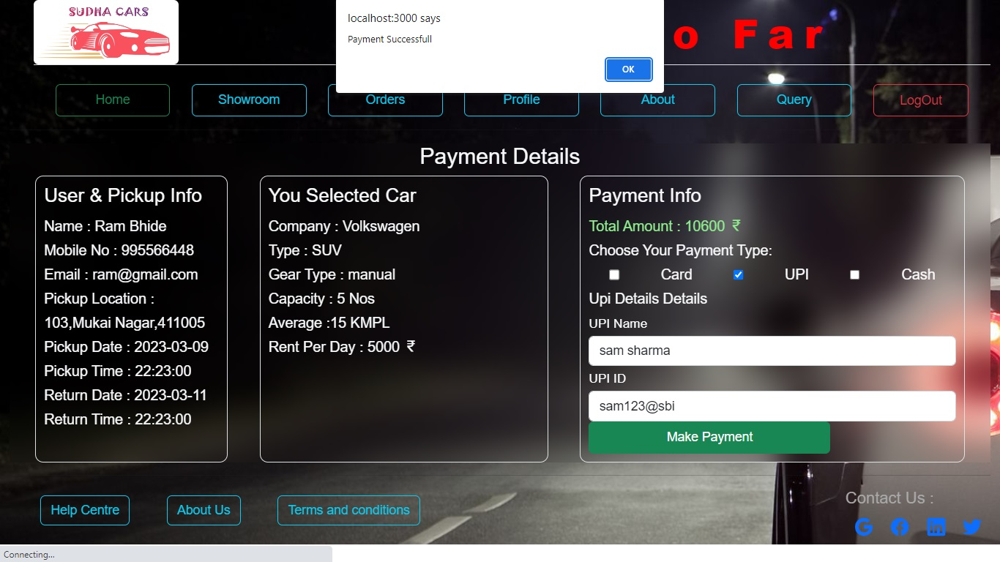 SUDHA CARS
localhost:3000 says
Payment Successfull
OK
o Far
Home
Showroom
Orders
Profile
About
Query
LogOut
Payment Details
User & Pickup Info
Name : Ram Bhide
Mobile No : 995566448
Email : ram@gmail.com
Pickup Location :
103,Mukai Nagar,411005
Pickup Date : 2023-03-09
Pickup Time : 22:23:00
Return Date : 2023-03-11
Return Time : 22:23:00
You Selected Car
Company : Volkswagen
Type : SUV
Gear Type : manual
Capacity : 5 Nos
Average :15 KMPL
Rent Per Day : 5000 ₹
Payment Info
Total Amount : 10600 ₹
Choose Your Payment Type:
Card UPI Cash
Upi Details Details
UPI Name
sam sharma
UPI ID
sam123@sbi
Make Payment
Help Centre
About Us
Terms and conditions
Contact Us :
Connecting...